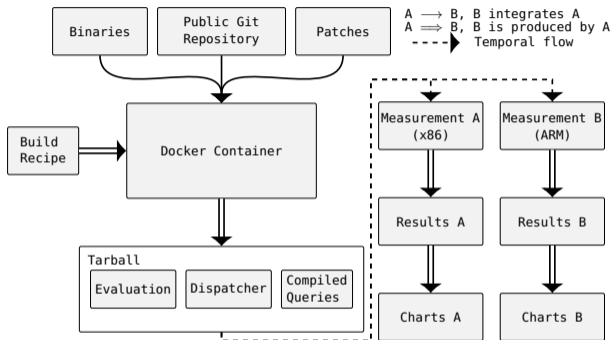 Binaries
Public Git
Repository
Patches
A ⟶ B, B integrates A
A ⟹ B, B is produced by A
Temporal flow
Build
Recipe
Docker Container
Measurement A
(x86)
Measurement B
(ARM)
Results A
Results B
Tarball
Evaluation
Dispatcher
Compiled
Queries
Charts A
Charts B